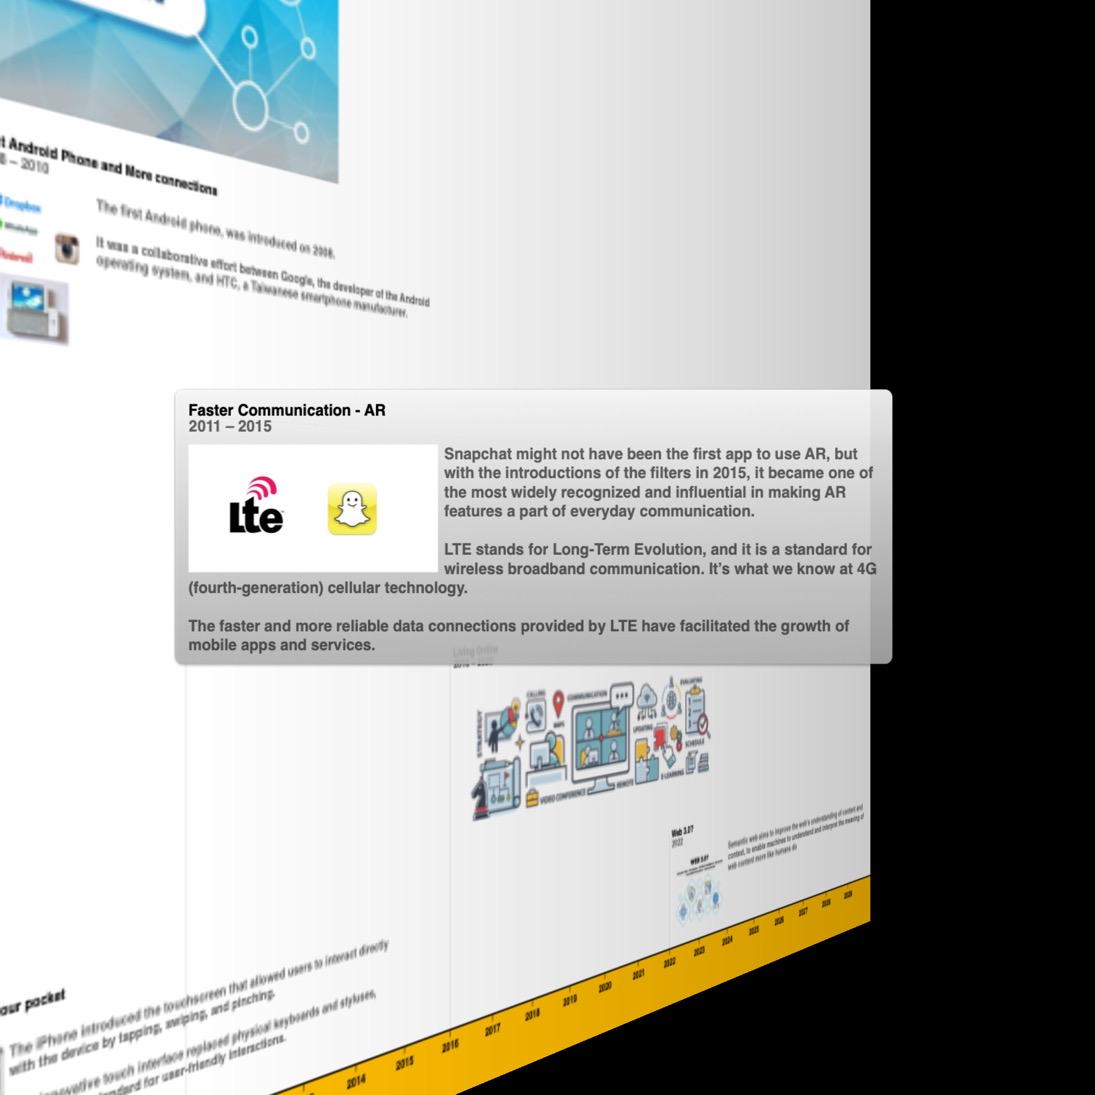 t Android Phone and More connections
8 – 2010
Dropbox
WhatsApp
The first Android phone, was introduced on 2008.
It was a collaborative effort between Google, the developer of the Android
operating system, and HTC, a Taiwanese smartphone manufacturer.
Faster Communication - AR
2011 – 2015
Lte
Snapchat might not have been the first app to use AR, but
with the introductions of the filters in 2015, it became one of
the most widely recognized and influential in making AR
features a part of everyday communication.
LTE stands for Long-Term Evolution, and it is a standard for
wireless broadband communication. It’s what we know at 4G
(fourth-generation) cellular technology.
The faster and more reliable data connections provided by LTE have facilitated the growth of
mobile apps and services.
Living Online
STRATEGY
CALLING
MAPS
COMMUNICATION
UPDATING
EVALUATING
SCHEDULE
E-LEARNING
REMOTE
VIDEO CONFERENCE
Web 3.0?
2022
Semantic web aims to improve the web's understanding of content and
context, to enable machines to understand and interpret the meaning of
web content more like humans do
WEB 3.0?
our pocket
The iPhone introduced the touchscreen that allowed users to interact directly
with the device by tapping, swiping, and pinching.
innovative touch interface replaced physical keyboards and styluses,
andard for user-friendly interactions.
2014
2015
2016
2017
2018
2019
2020
2021
2022
2023
2024
2025
2026
2027
2028
2029